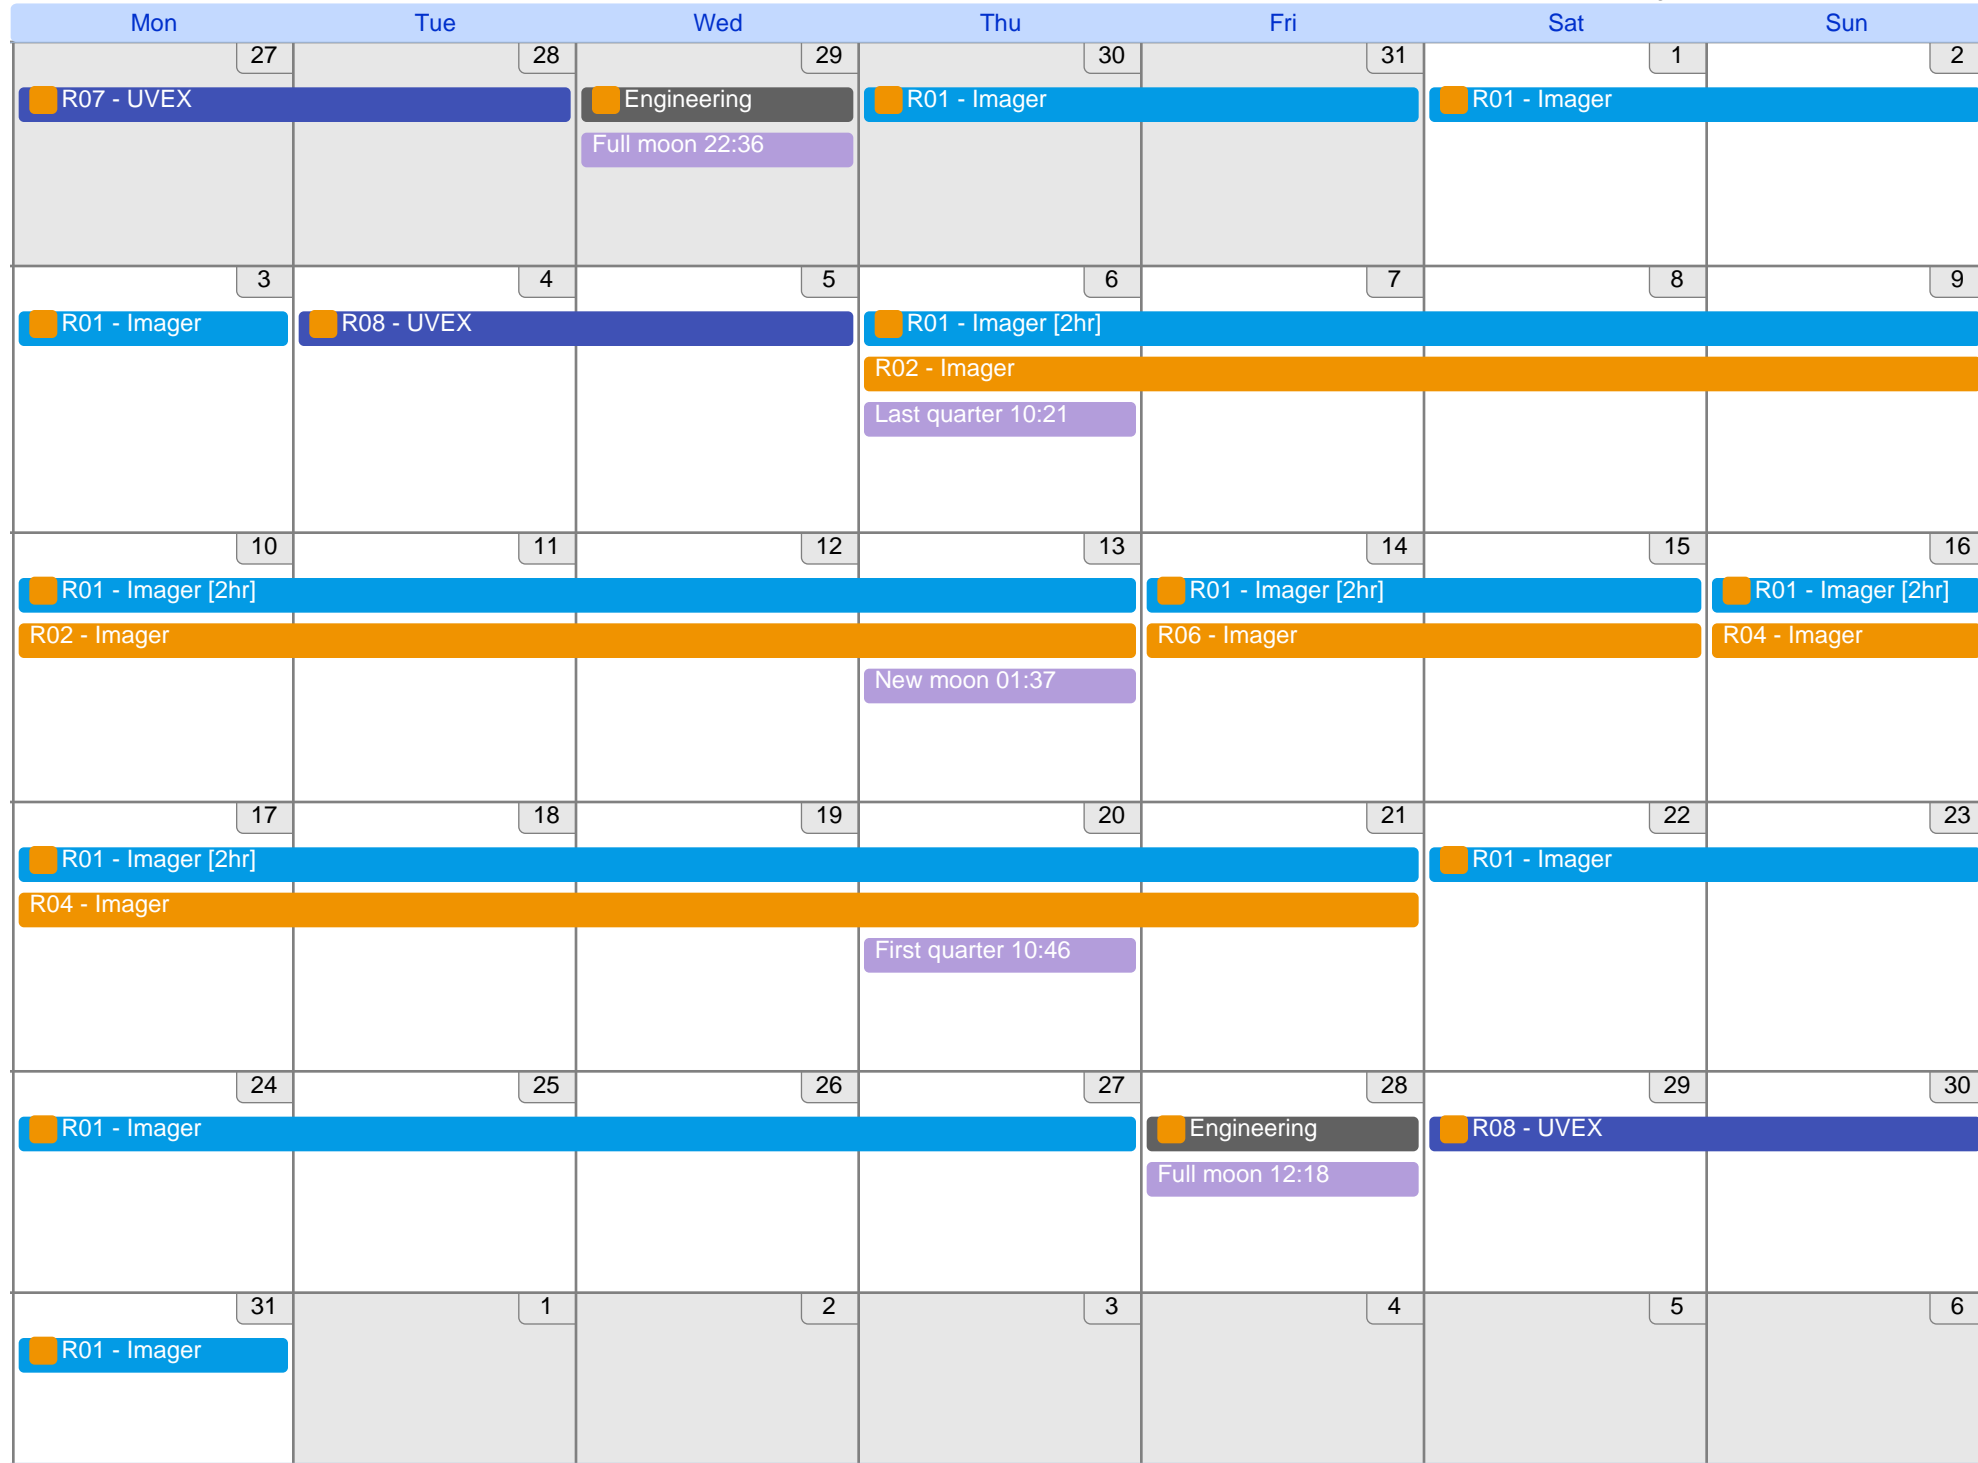 Mon Tue Wed Thu Fri Sat Sun
27 28 29 30 31 1 2
R07 - UVEX Engineering R01 - Imager R01 - Imager
Full moon 22:36
3 4 5 6 7 8 9
R01 - Imager R08 - UVEX R01 - Imager [2hr]
R02 - Imager
Last quarter 10:21
10 11 12 13 14 15 16
R01 - Imager [2hr] R01 - Imager [2hr] R01 - Imager [2hr]
R02 - Imager R06 - Imager R04 - Imager
New moon 01:37
17 18 19 20 21 22 23
R01 - Imager [2hr] R01 - Imager
R04 - Imager
First quarter 10:46
24 25 26 27 28 29 30
R01 - Imager Engineering R08 - UVEX
Full moon 12:18
31 1 2 3 4 5 6
R01 - Imager